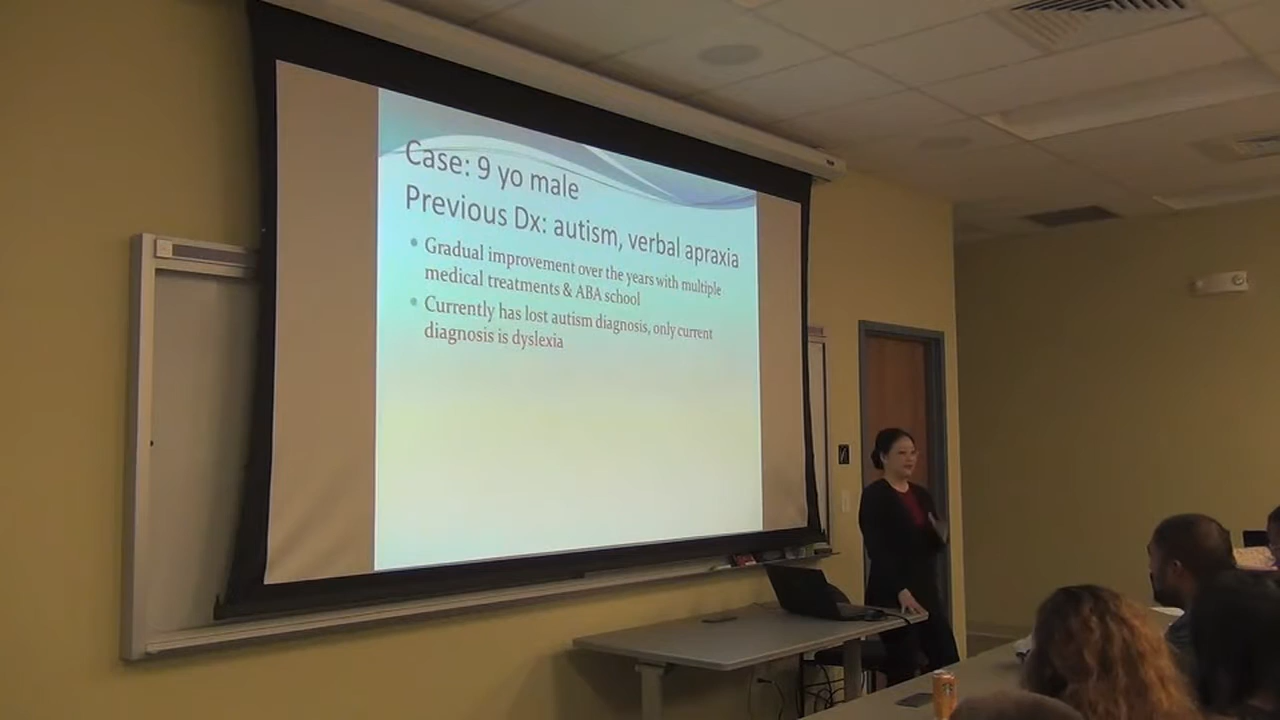 Case: 9 yo male
Previous Dx: autism, verbal apraxia
• Gradual improvement over the years with multiple
medical treatments & ABA school
• Currently has lost autism diagnosis, only current
diagnosis is dyslexia